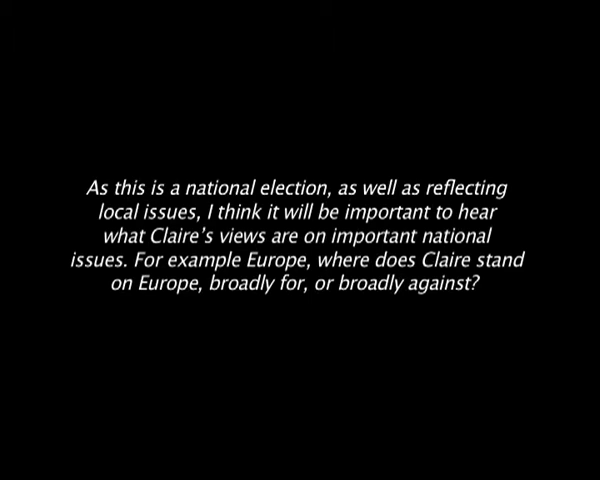 As this is a national election, as well as reflecting
local issues, I think it will be important to hear
what Claire's views are on important national
issues. For example Europe, where does Claire stand
on Europe, broadly for, or broadly against?